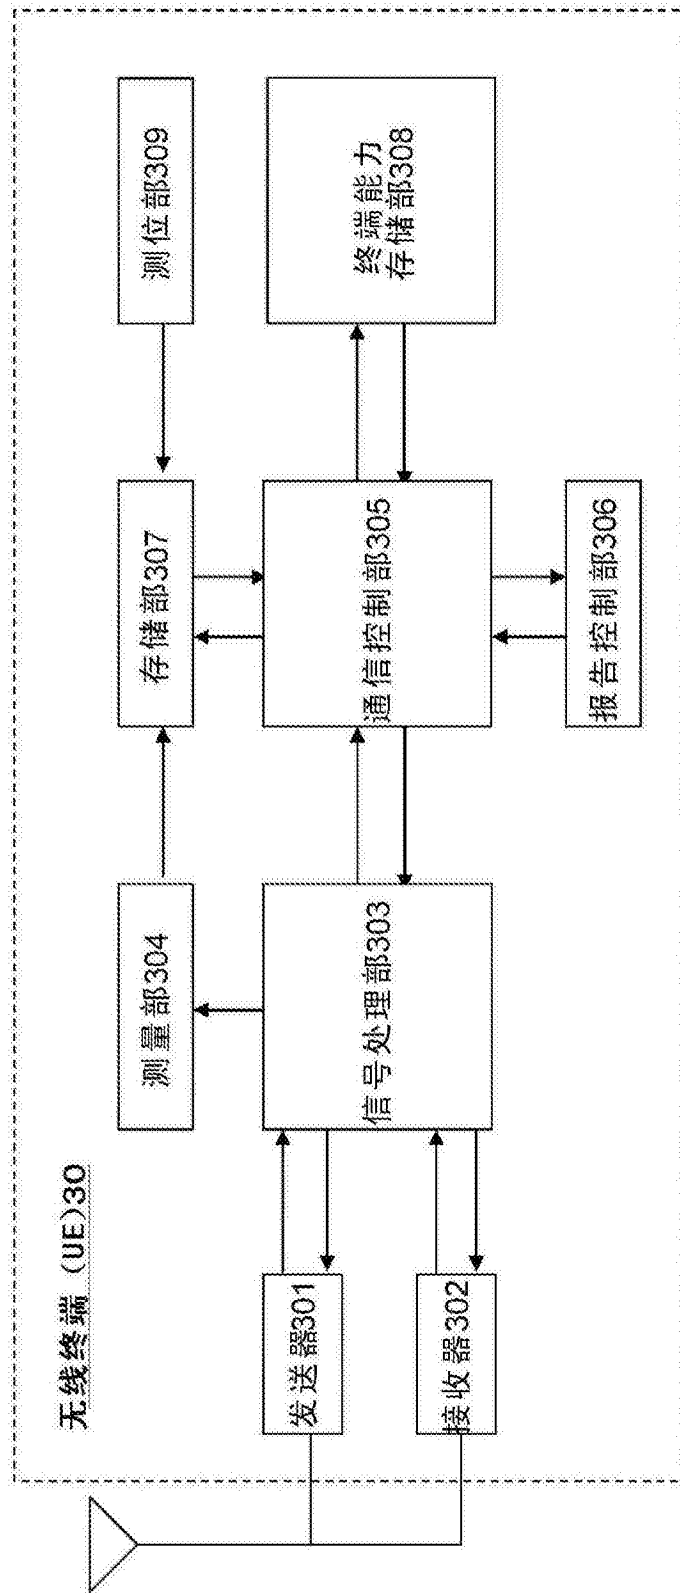 无线终端（UE）30
测量部304
存储部307
测位部309
发送器301
信号处理部303
通信控制部305
终端能力
存储部308
接收器302
报告控制部306